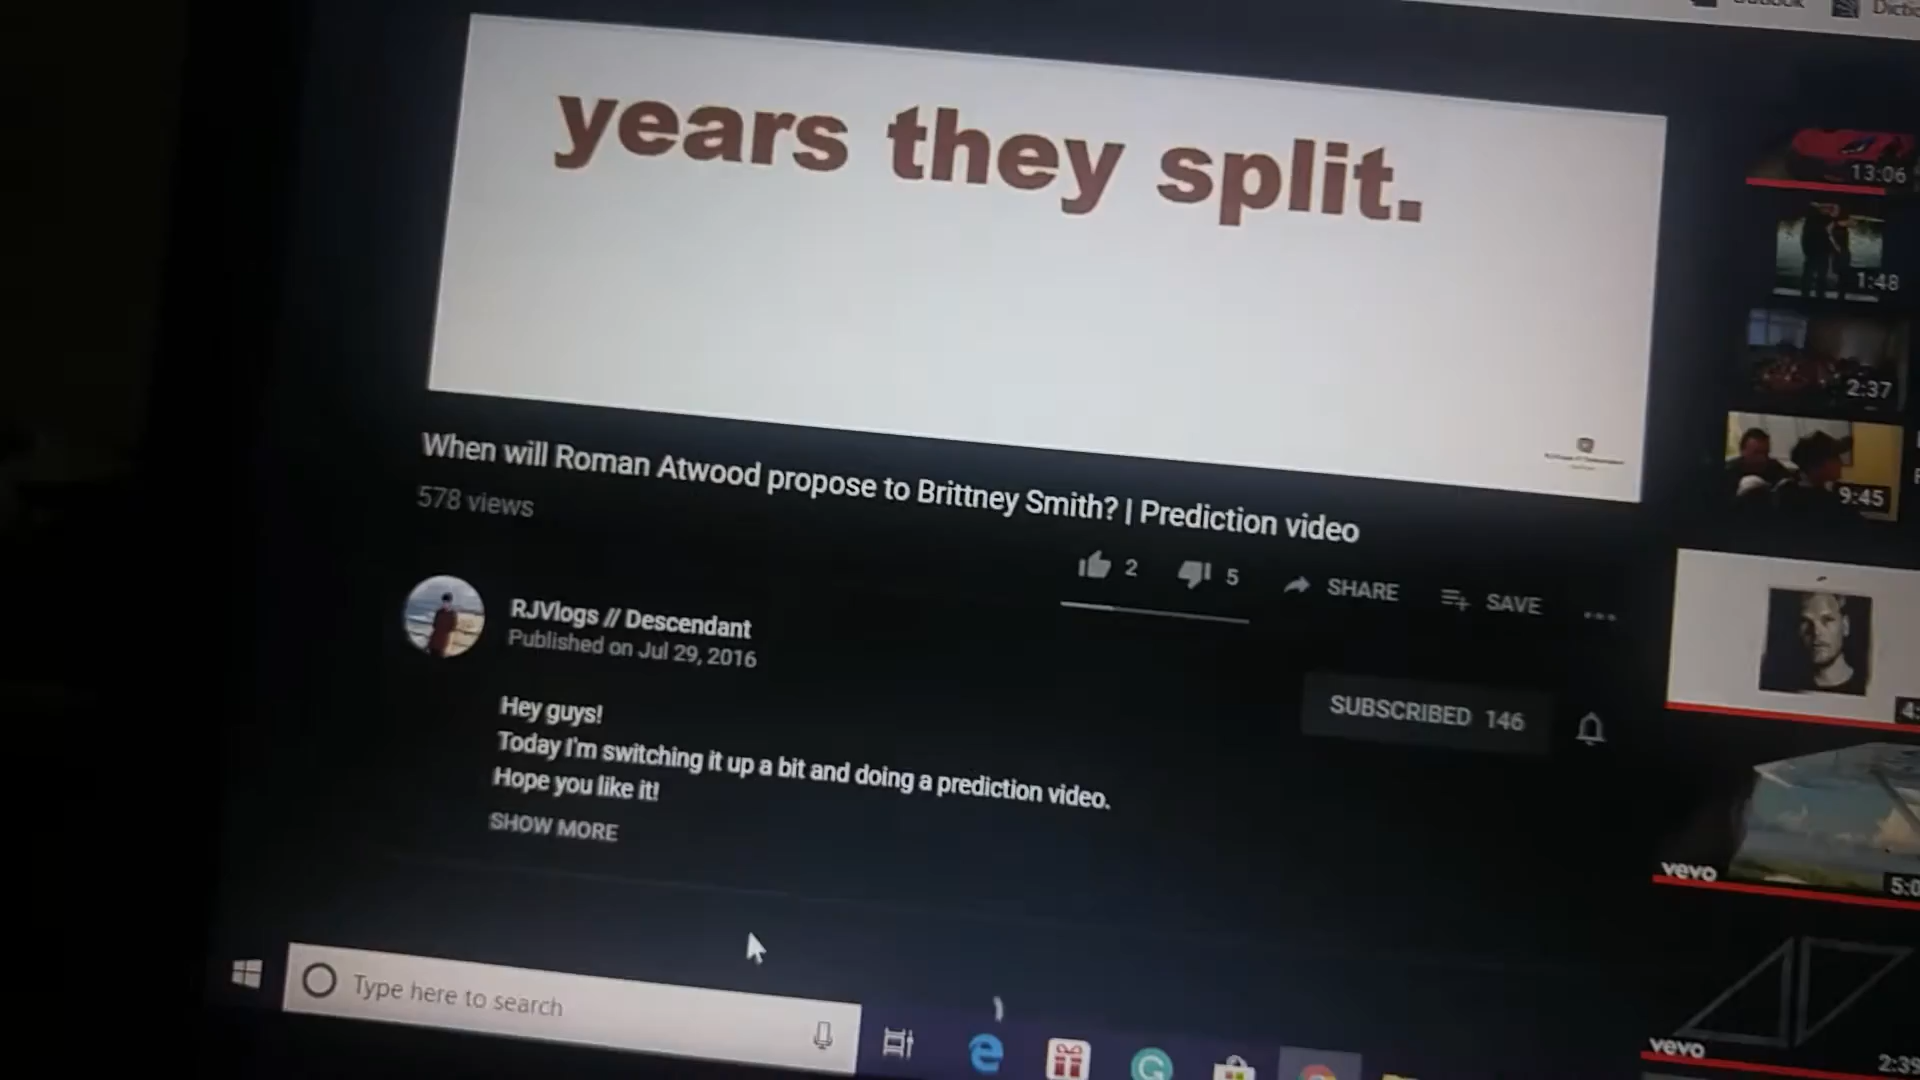 years they split.
13:06
1:48
2:37
9:45
When will Roman Atwood propose to Brittney Smith? | Prediction video
578 views
2
5
SHARE
SAVE
RJVlogs // Descendant
Published on Jul 29, 2016
SUBSCRIBED 146
Hey guys!
Today I'm switching it up a bit and doing a prediction video.
Hope you like it!
SHOW MORE
vevo
vevo
2:39
Type here to search